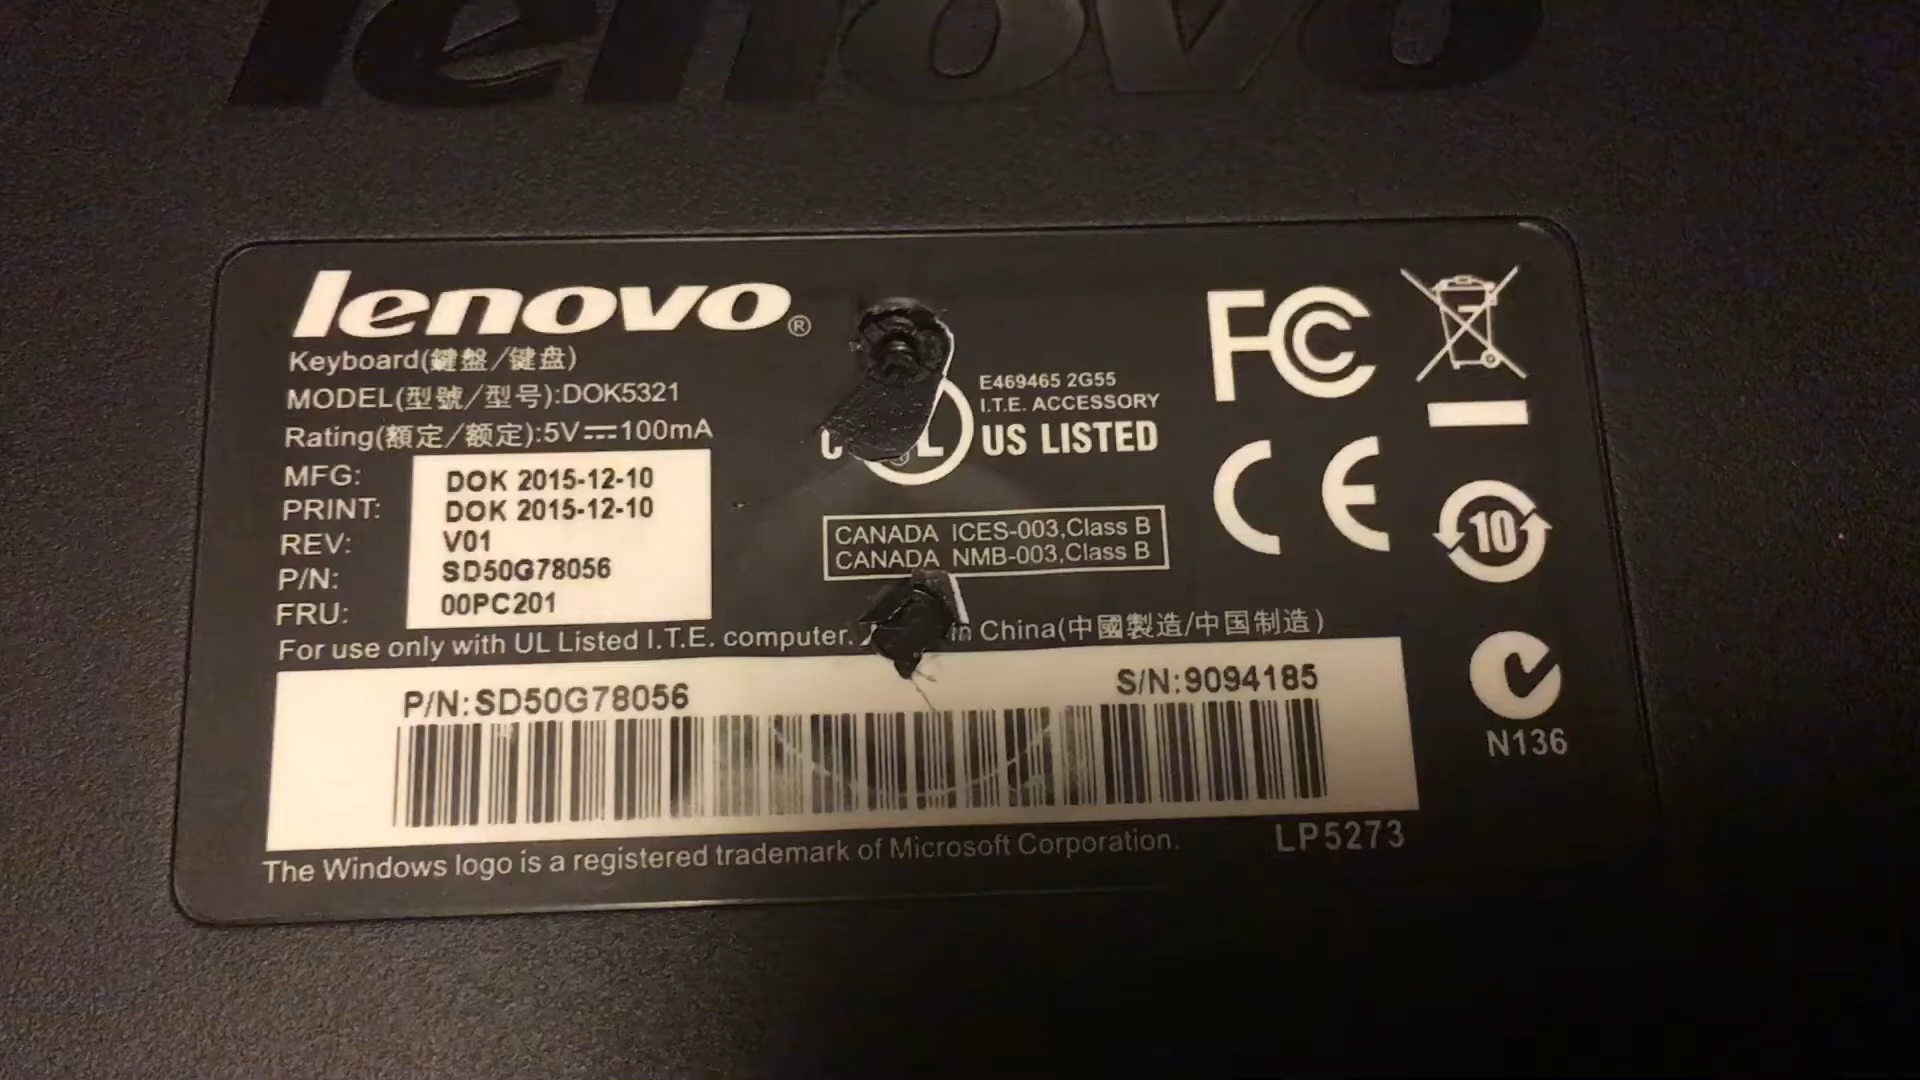 lenovo
lenovo®
Keyboard(鍵盤/键盘)
MODEL(型號/型号):DOK5321
Rating(額定/额定):5V⎓100mA
MFG: DOK 2015-12-10
PRINT: DOK 2015-12-10
REV: V01
P/N: SD50G78056
FRU: 00PC201
For use only with UL Listed I.T.E. computer. in China(中國製造/中国制造)
E469465 2G55
I.T.E. ACCESSORY
C L US LISTED
CANADA ICES-003,Class B
CANADA NMB-003,Class B
FC
CE
10
N136
P/N:SD50G78056 S/N:9094185
The Windows logo is a registered trademark of Microsoft Corporation. LP5273